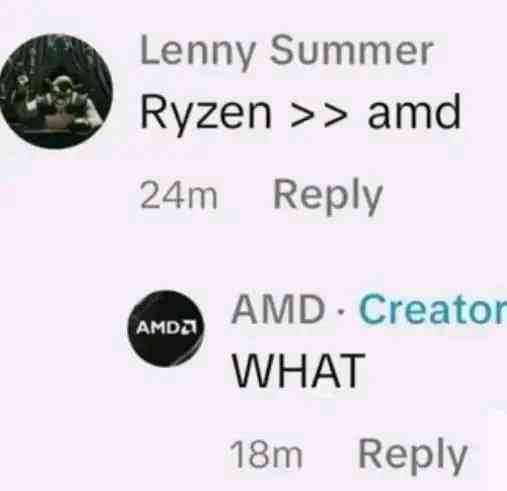 Lenny Summer
Ryzen >> amd
24m Reply
AMD
AMD · Creator
WHAT
18m Reply